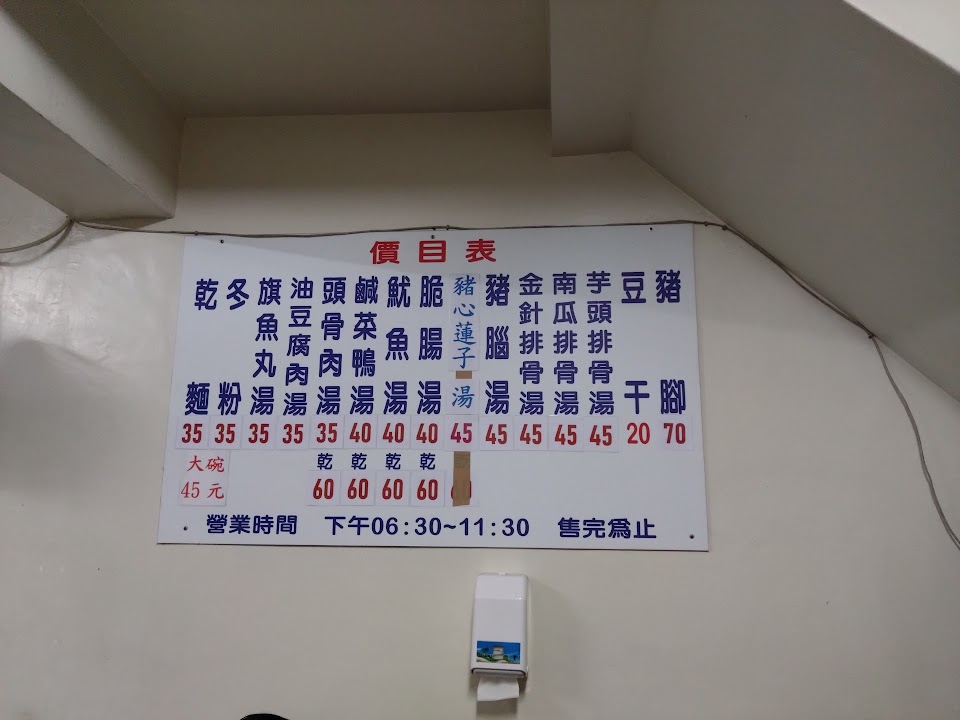 價目表
乾麵 35 大碗 45元
冬粉 35
旗魚丸湯 35
油豆腐肉湯 35
頭骨肉湯 35 乾 60
鹹菜鴨湯 40 乾 60
魷魚湯 40 乾 60
脆腸湯 40 乾 60
豬心蓮子湯 45
豬腦湯 45
金針排骨湯 45
南瓜排骨湯 45
芋頭排骨湯 45
豆干 20
豬腳 70
營業時間 下午06:30~11:30 售完為止